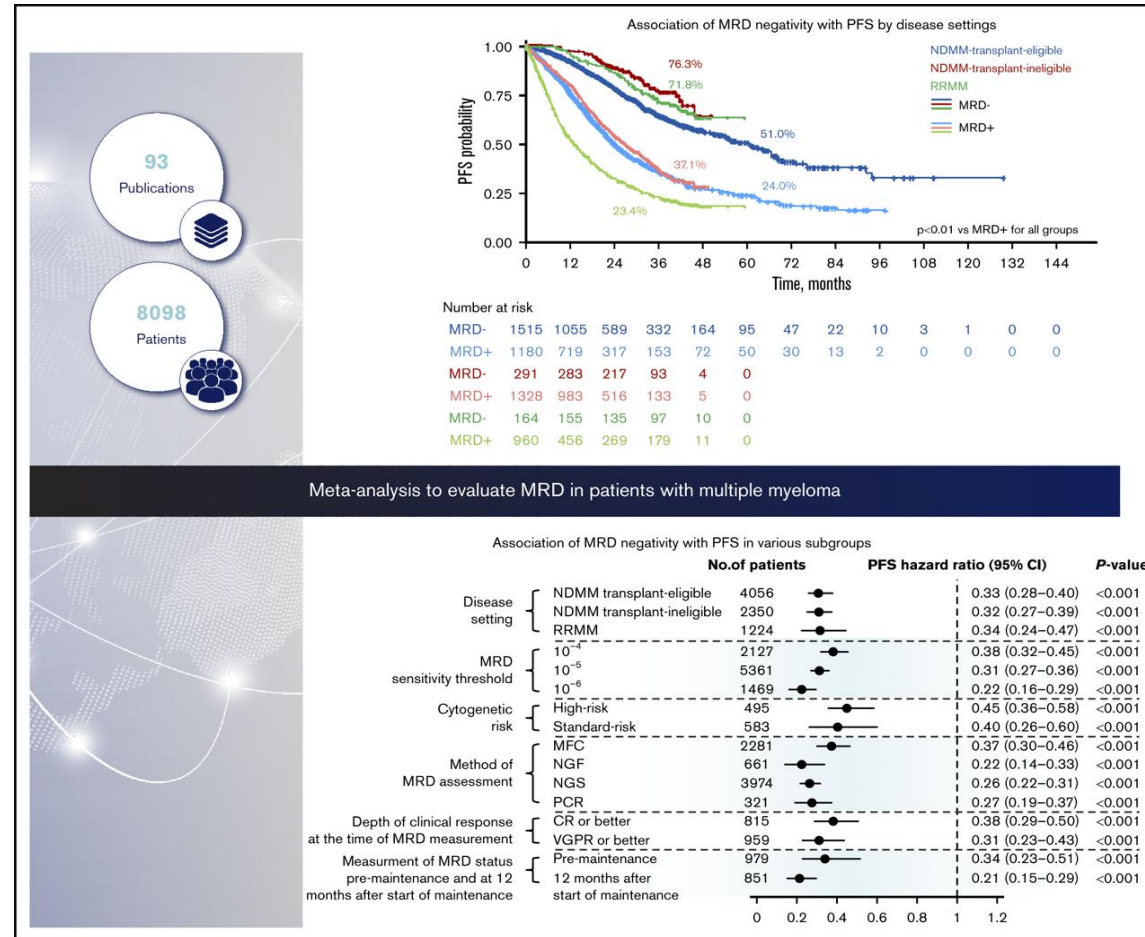 93
Publications
8098
Patients
Association of MRD negativity with PFS by disease settings
NDMM-transplant-eligible
NDMM-transplant-ineligible
RRMM
MRD-
MRD+
PFS probability
1.00
0.75
0.50
0.25
0.00
76.3%
71.8%
51.0%
37.1%
24.0%
23.4%
p<0.01 vs MRD+ for all groups
0 12 24 36 48 60 72 84 96 108 120 132 144
Time, months
Number at risk
MRD- 1515 1055 589 332 164 95 47 22 10 3 1 0 0
MRD+ 1180 719 317 153 72 50 30 13 2 0 0 0 0
MRD- 291 283 217 93 4 0
MRD+ 1328 983 516 133 5 0
MRD- 164 155 135 97 10 0
MRD+ 960 456 269 179 11 0
Meta-analysis to evaluate MRD in patients with multiple myeloma
Association of MRD negativity with PFS in various subgroups
No.of patients PFS hazard ratio (95% CI) P-value
Disease
setting
NDMM transplant-eligible 4056 0.33 (0.28–0.40) <0.001
NDMM transplant-ineligible 2350 0.32 (0.27–0.39) <0.001
RRMM 1224 0.34 (0.24–0.47) <0.001
MRD
sensitivity threshold
10⁻⁴ 2127 0.38 (0.32–0.45) <0.001
10⁻⁵ 5361 0.31 (0.27–0.36) <0.001
10⁻⁶ 1469 0.22 (0.16–0.29) <0.001
Cytogenetic
risk
High-risk 495 0.45 (0.36–0.58) <0.001
Standard-risk 583 0.40 (0.26–0.60) <0.001
Method of
MRD assessment
MFC 2281 0.37 (0.30–0.46) <0.001
NGF 661 0.22 (0.14–0.33) <0.001
NGS 3974 0.26 (0.22–0.31) <0.001
PCR 321 0.27 (0.19–0.37) <0.001
Depth of clinical response
at the time of MRD measurement
CR or better 815 0.38 (0.29–0.50) <0.001
VGPR or better 959 0.31 (0.23–0.43) <0.001
Measurment of MRD status
pre-maintenance and at 12
months after start of maintenance
Pre-maintenance 979 0.34 (0.23–0.51) <0.001
12 months after 851 0.21 (0.15–0.29) <0.001
start of maintenance
0 0.2 0.4 0.6 0.8 1 1.2